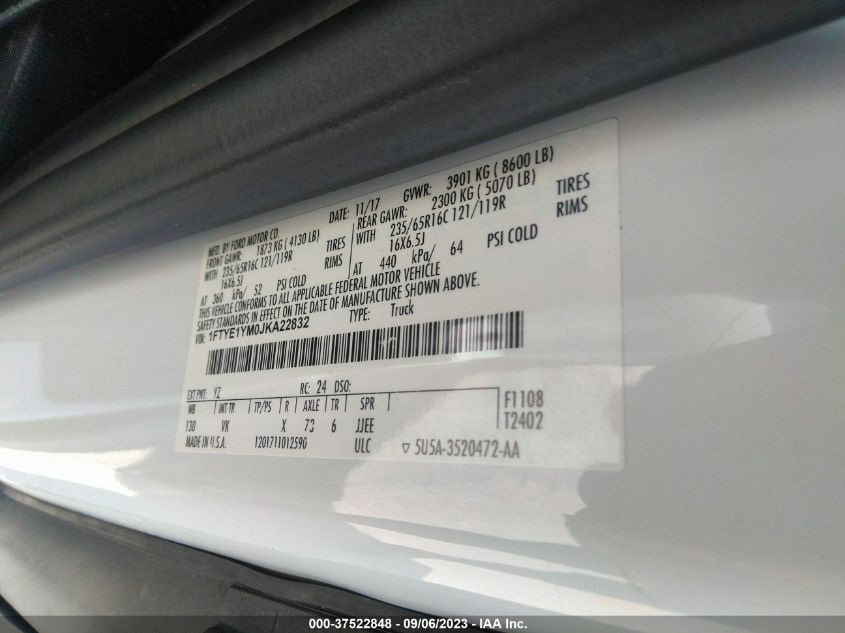 MFD. BY FORD MOTOR CO. DATE: 11/17 GVWR: 3901 KG ( 8600 LB)
FRONT GAWR: 1873 KG ( 4130 LB) REAR GAWR: 2300 KG ( 5070 LB)
WITH 235/65R16C 121/119R TIRES WITH 235/65R16C 121/119R TIRES
16X6.5J RIMS 16X6.5J RIMS
AT 360 kPa/ 52 PSI COLD AT 440 kPa/ 64 PSI COLD
THIS VEHICLE CONFORMS TO ALL APPLICABLE FEDERAL MOTOR VEHICLE
SAFETY STANDARDS IN EFFECT ON THE DATE OF MANUFACTURE SHOWN ABOVE.
VIN: 1FTYE1YM0JKA22832 TYPE: Truck
EXT PNT: YZ RC: 24 DSO:
WB INT TR TP/PS R AXLE TR SPR F1108
130 VK X 73 6 JJEE T2402
MADE IN U.S.A. 1201711012590 ULC ▽ 5U5A-3520472-AA
000-37522848 - 09/06/2023 - IAA Inc.